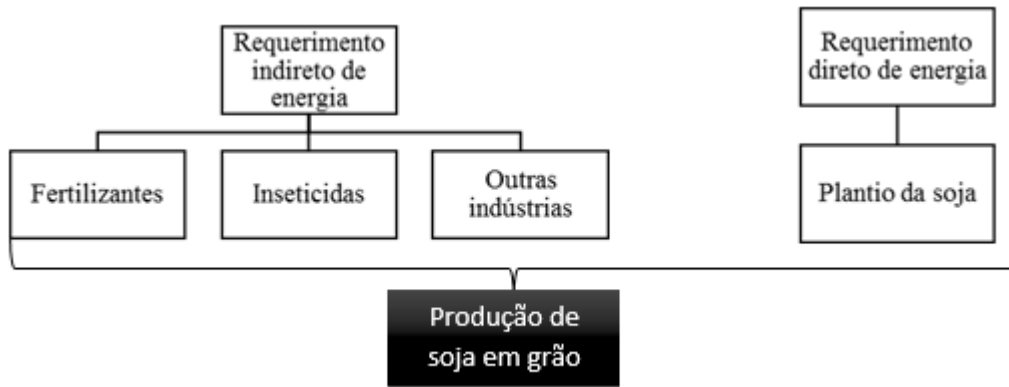 Requerimento
indireto de
energia
Requerimento
direto de energia
Fertilizantes
Inseticidas
Outras
indústrias
Plantio da soja
Produção de
soja em grão